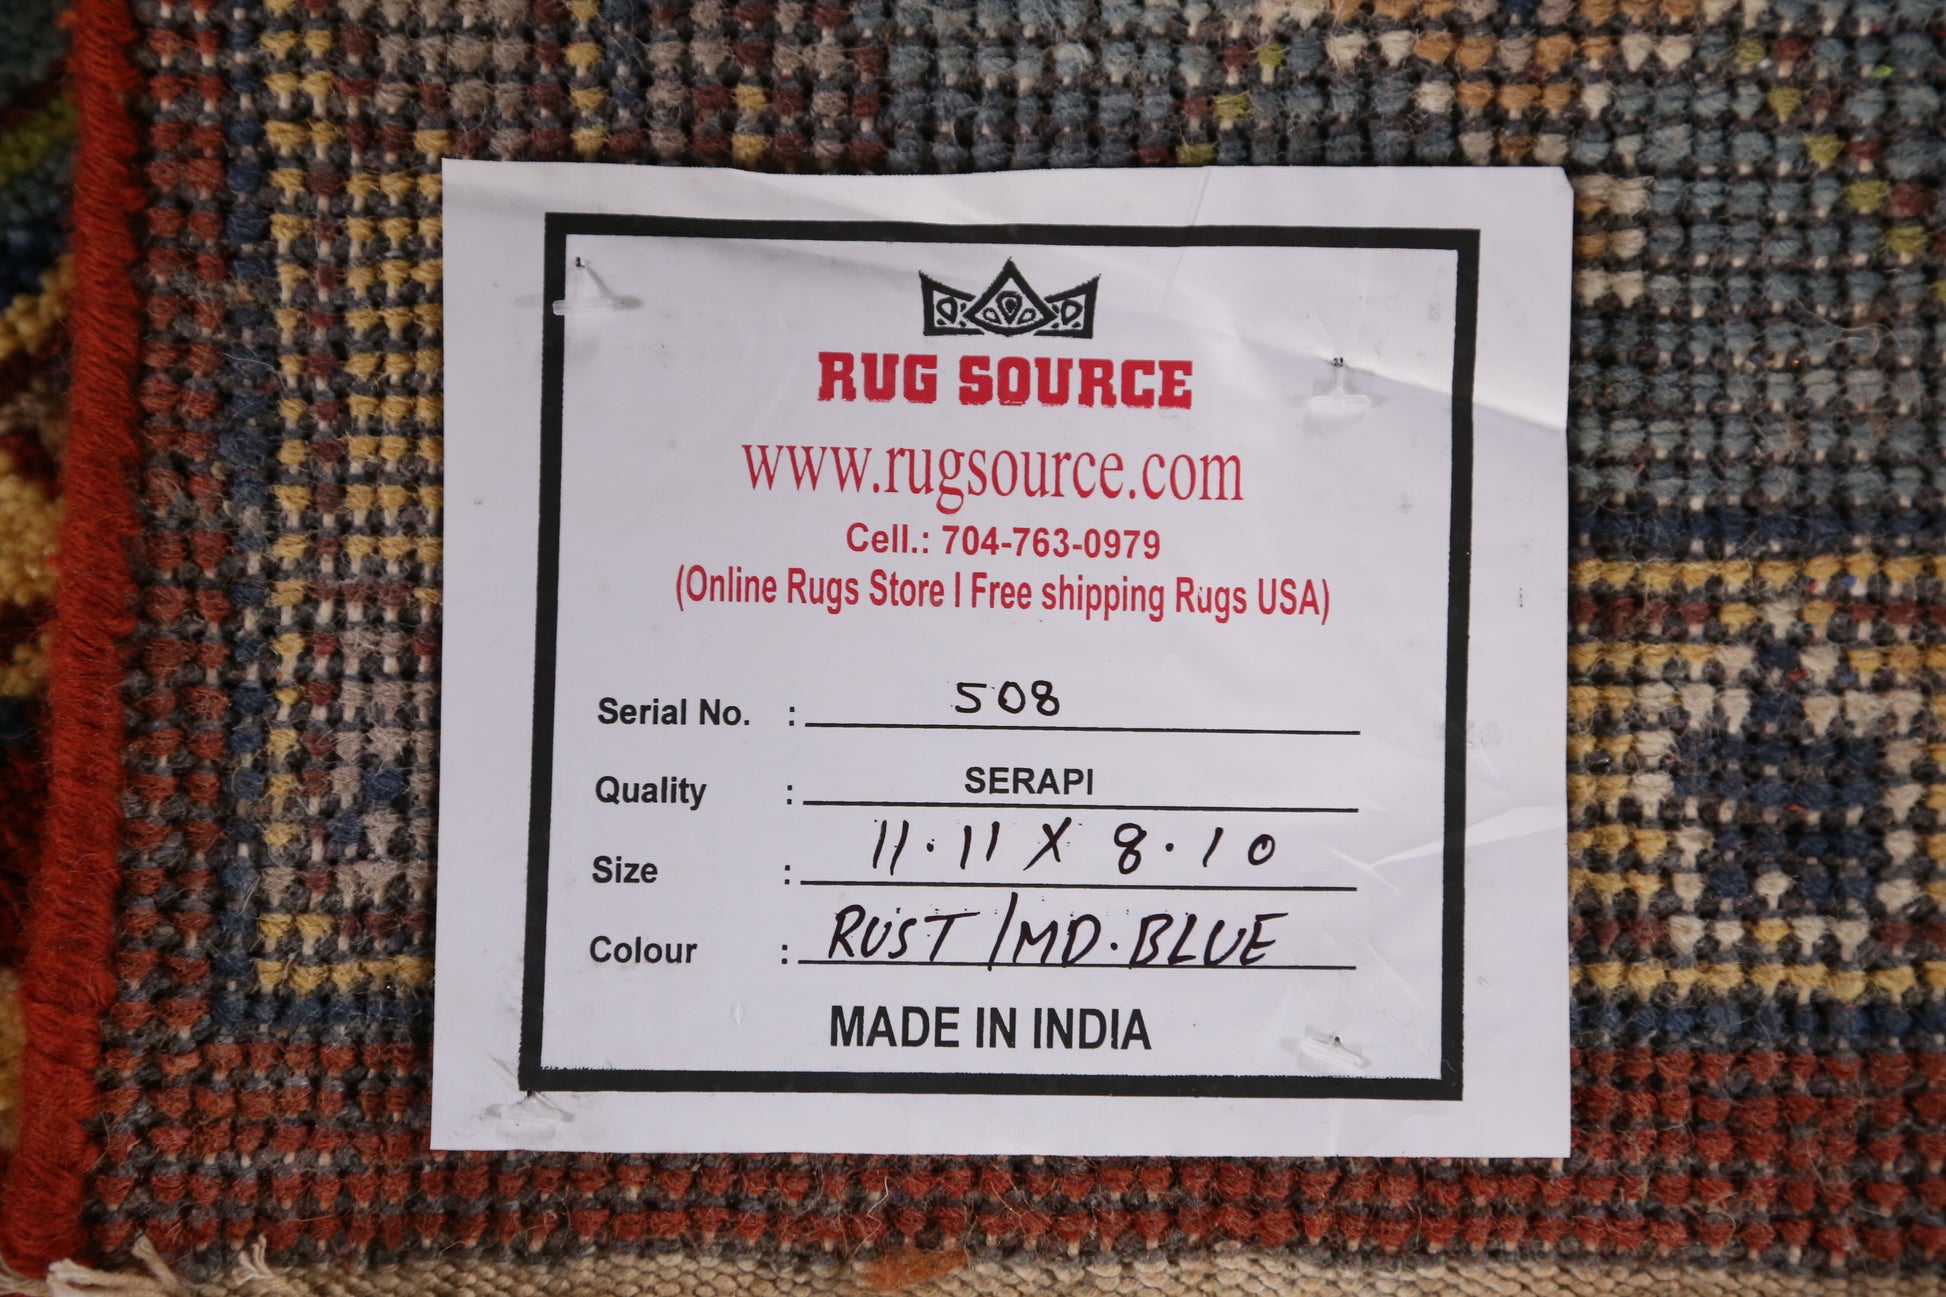 RUG SOURCE
www.rugsource.com
Cell.: 704-763-0979
(Online Rugs Store I Free shipping Rugs USA)
Serial No. : 508
Quality : SERAPI
Size : 11.11 X 8.10
Colour : RUST/MD.BLUE
MADE IN INDIA